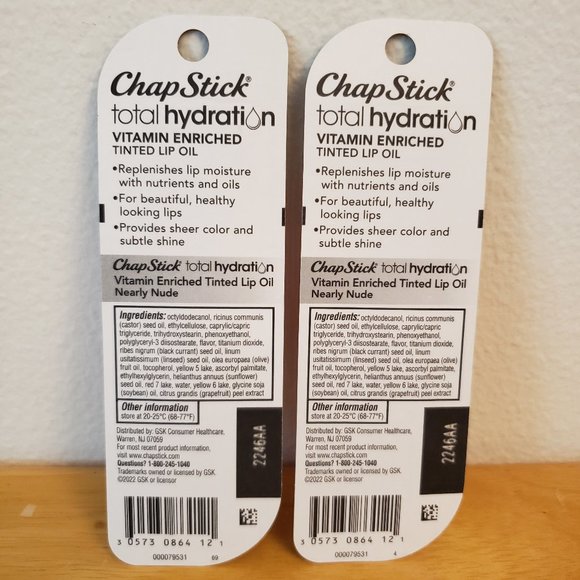 ChapStick®
total hydration
VITAMIN ENRICHED
TINTED LIP OIL
•Replenishes lip moisture
with nutrients and oils
•For beautiful, healthy
looking lips
•Provides sheer color and
subtle shine
ChapStick® total hydration
Vitamin Enriched Tinted Lip Oil
Nearly Nude
Ingredients: octyldodecanol, ricinus communis
(castor) seed oil, ethylcellulose, caprylic/capric
triglyceride, trihydroxystearin, phenoxyethanol,
polyglyceryl-3 diisostearate, flavor, titanium dioxide,
ribes nigrum (black currant) seed oil, linum
usitatissimum (linseed) seed oil, olea europaea (olive)
fruit oil, tocopherol, yellow 5 lake, ascorbyl palmitate,
ethylhexylglycerin, helianthus annuus (sunflower)
seed oil, red 7 lake, water, yellow 6 lake, glycine soja
(soybean) oil, citrus grandis (grapefruit) peel extract
Other information
store at 20-25°C (68-77°F)
Distributed by: GSK Consumer Healthcare,
Warren, NJ 07059
For most recent product information,
visit www.chapstick.com
Questions? 1-800-245-1040
Trademarks owned or licensed by GSK.
©2022 GSK or licensor
2246AA
3 0573 0864 12 1
000079531
69
ChapStick®
total hydration
VITAMIN ENRICHED
TINTED LIP OIL
•Replenishes lip moisture
with nutrients and oils
•For beautiful, healthy
looking lips
•Provides sheer color and
subtle shine
ChapStick® total hydration
Vitamin Enriched Tinted Lip Oil
Nearly Nude
Ingredients: octyldodecanol, ricinus communis
(castor) seed oil, ethylcellulose, caprylic/capric
triglyceride, trihydroxystearin, phenoxyethanol,
polyglyceryl-3 diisostearate, flavor, titanium dioxide,
ribes nigrum (black currant) seed oil, linum
usitatissimum (linseed) seed oil, olea europaea (olive)
fruit oil, tocopherol, yellow 5 lake, ascorbyl palmitate,
ethylhexylglycerin, helianthus annuus (sunflower)
seed oil, red 7 lake, water, yellow 6 lake, glycine soja
(soybean) oil, citrus grandis (grapefruit) peel extract
Other information
store at 20-25°C (68-77°F)
Distributed by: GSK Consumer Healthcare,
Warren, NJ 07059
For most recent product information,
visit www.chapstick.com
Questions? 1-800-245-1040
Trademarks owned or licensed by GSK.
©2022 GSK or licensor
2246AA
3 0573 0864 12 1
000079531
4